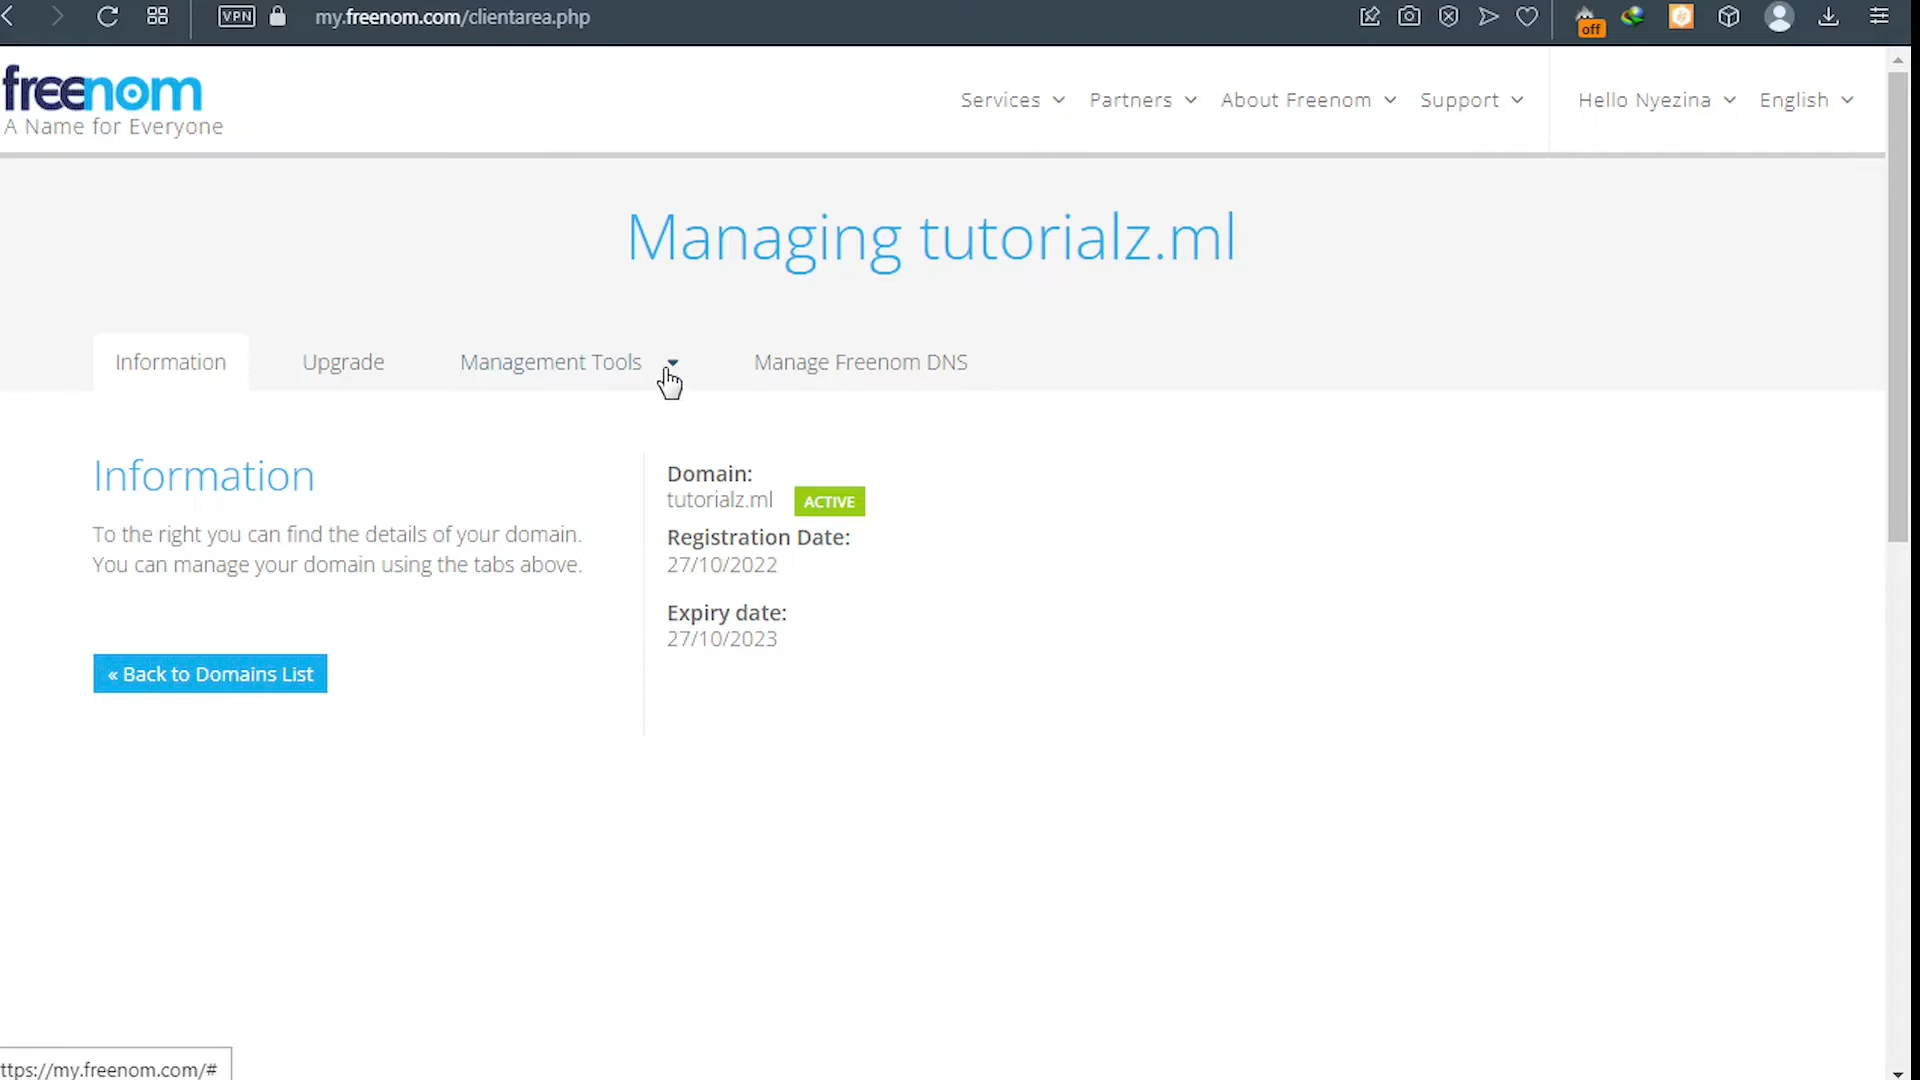 VPN my.freenom.com/clientarea.php off
freenom
A Name for Everyone
Services Partners About Freenom Support Hello Nyezina English
Managing tutorialz.ml
Information Upgrade Management Tools Manage Freenom DNS
Information
To the right you can find the details of your domain.
You can manage your domain using the tabs above.
« Back to Domains List
Domain:
tutorialz.ml ACTIVE
Registration Date:
27/10/2022
Expiry date:
27/10/2023
ttps://my.freenom.com/#